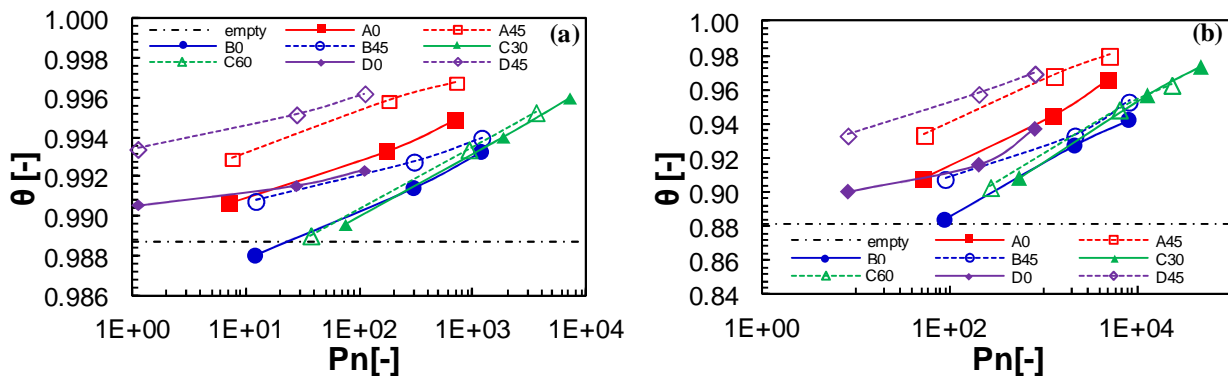 (a)
empty A0 A45
B0 B45 C30
C60 D0 D45
θ [-]
1.000
0.998
0.996
0.994
0.992
0.990
0.988
0.986
1E+00 1E+01 1E+02 1E+03 1E+04
Pn[-]
(b)
empty A0 A45
B0 B45 C30
C60 D0 D45
θ [-]
1.00
0.98
0.96
0.94
0.92
0.90
0.88
0.86
0.84
1E+00 1E+02 1E+04
Pn[-]